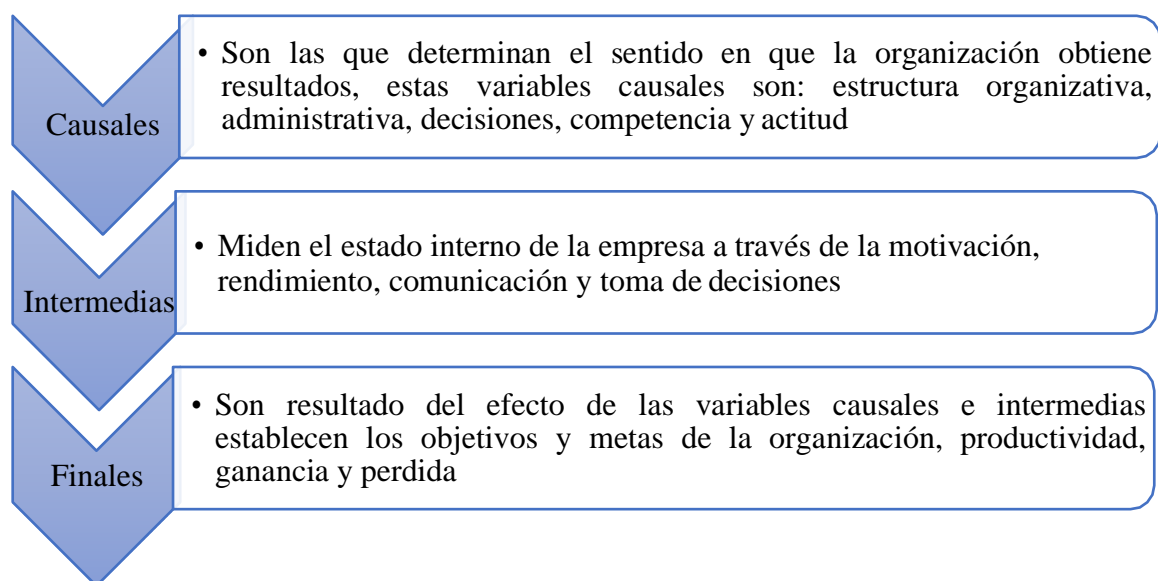 Causales
• Son las que determinan el sentido en que la organización obtiene
resultados, estas variables causales son: estructura organizativa,
administrativa, decisiones, competencia y actitud
Intermedias
• Miden el estado interno de la empresa a través de la motivación,
rendimiento, comunicación y toma de decisiones
Finales
• Son resultado del efecto de las variables causales e intermedias
establecen los objetivos y metas de la organización, productividad,
ganancia y perdida